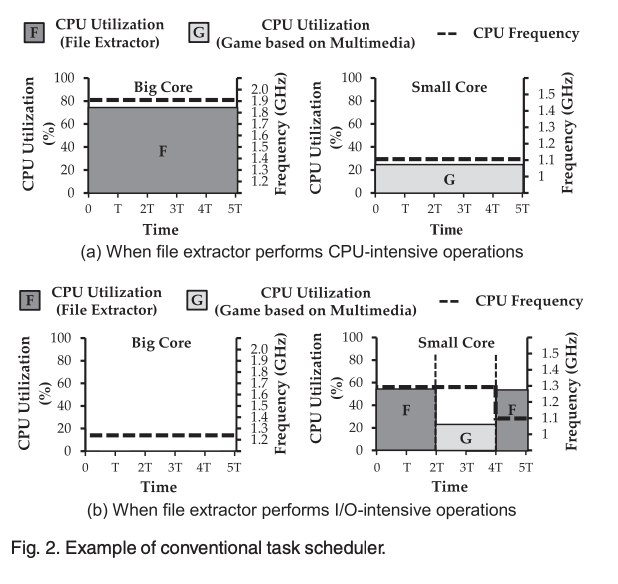 F CPU Utilization (File Extractor) G CPU Utilization (Game based on Multimedia) CPU Frequency
Big Core
Small Core
CPU Utilization (%)
100
80
60
40
20
0
Frequency (GHz)
2.0
1.9
1.8
1.7
1.6
1.5
1.4
1.3
1.2
F
0 T 2T 3T 4T 5T
Time
CPU Utilization (%)
100
80
60
40
20
0
Frequency (GHz)
1.5
1.4
1.3
1.2
1.1
1
G
0 T 2T 3T 4T 5T
Time
(a) When file extractor performs CPU-intensive operations
F CPU Utilization (File Extractor) G CPU Utilization (Game based on Multimedia) CPU Frequency
Big Core
Small Core
CPU Utilization (%)
100
80
60
40
20
0
Frequency (GHz)
2.0
1.9
1.8
1.7
1.6
1.5
1.4
1.3
1.2
0 T 2T 3T 4T 5T
Time
CPU Utilization (%)
100
80
60
40
20
0
Frequency (GHz)
1.5
1.4
1.3
1.2
1.1
1
F
G
F
0 T 2T 3T 4T 5T
Time
(b) When file extractor performs I/O-intensive operations
Fig. 2. Example of conventional task scheduler.